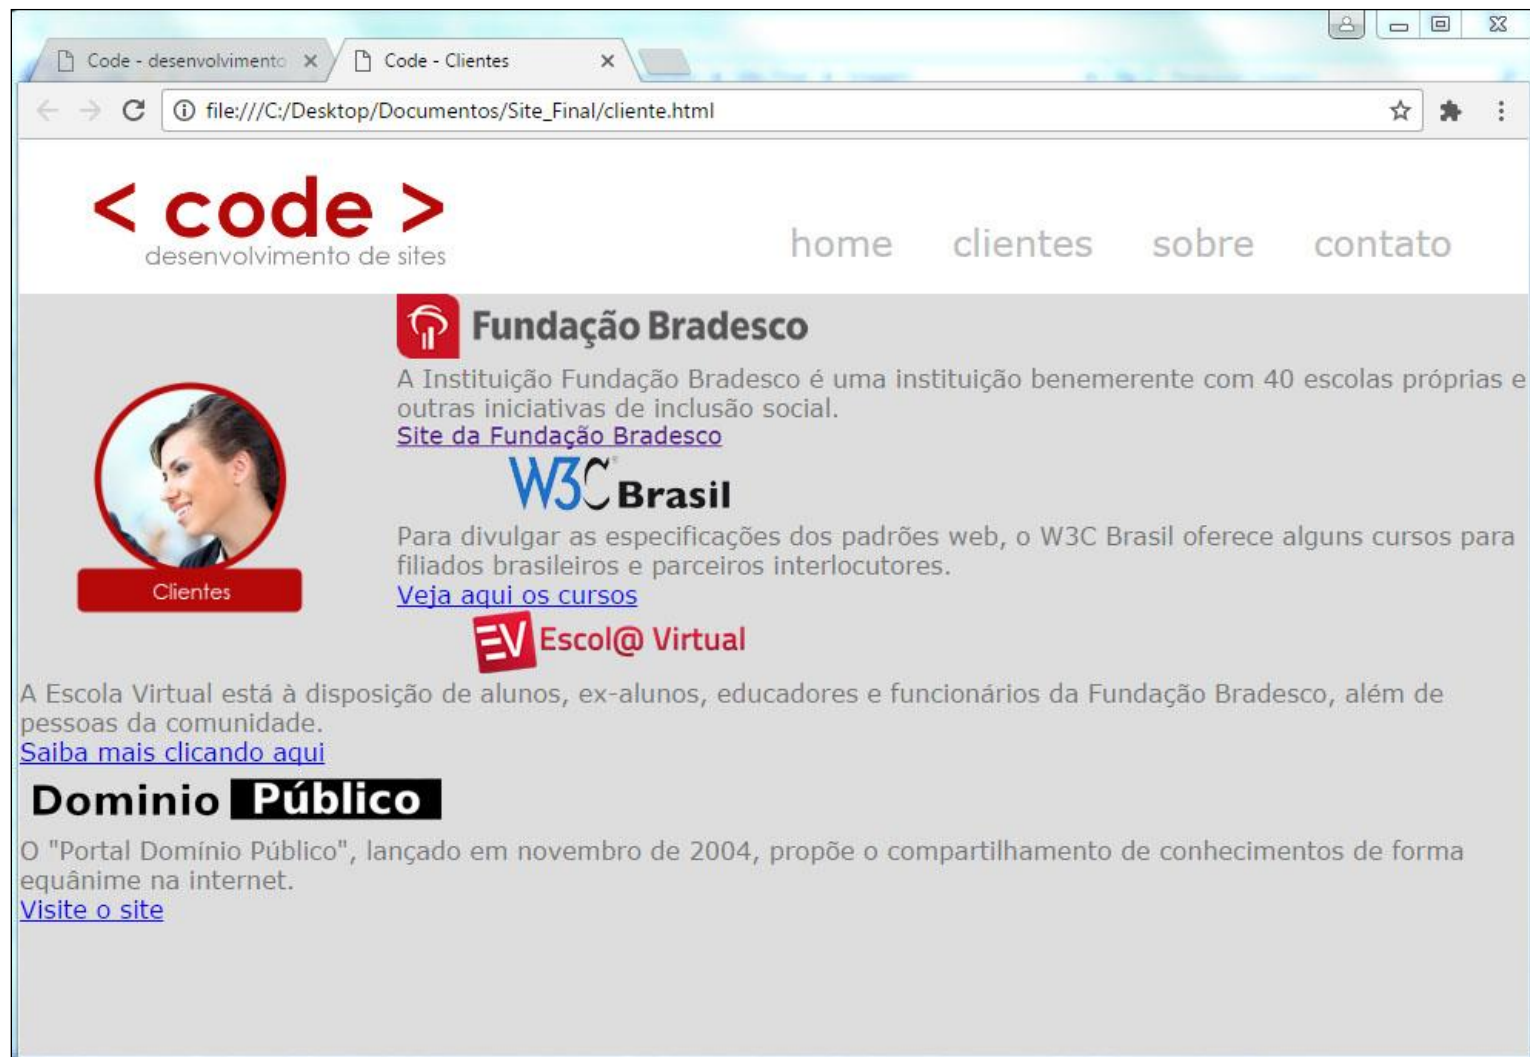 Code - desenvolvimento
Code - Clientes
file:///C:/Desktop/Documentos/Site_Final/cliente.html
< code >
desenvolvimento de sites
home clientes sobre contato
Fundação Bradesco
A Instituição Fundação Bradesco é uma instituição benemerente com 40 escolas próprias e
outras iniciativas de inclusão social.
Site da Fundação Bradesco
W3C® Brasil
Para divulgar as especificações dos padrões web, o W3C Brasil oferece alguns cursos para
filiados brasileiros e parceiros interlocutores.
Veja aqui os cursos
Clientes
EV Escol@ Virtual
A Escola Virtual está à disposição de alunos, ex-alunos, educadores e funcionários da Fundação Bradesco, além de
pessoas da comunidade.
Saiba mais clicando aqui
Dominio Público
O "Portal Domínio Público", lançado em novembro de 2004, propõe o compartilhamento de conhecimentos de forma
equânime na internet.
Visite o site